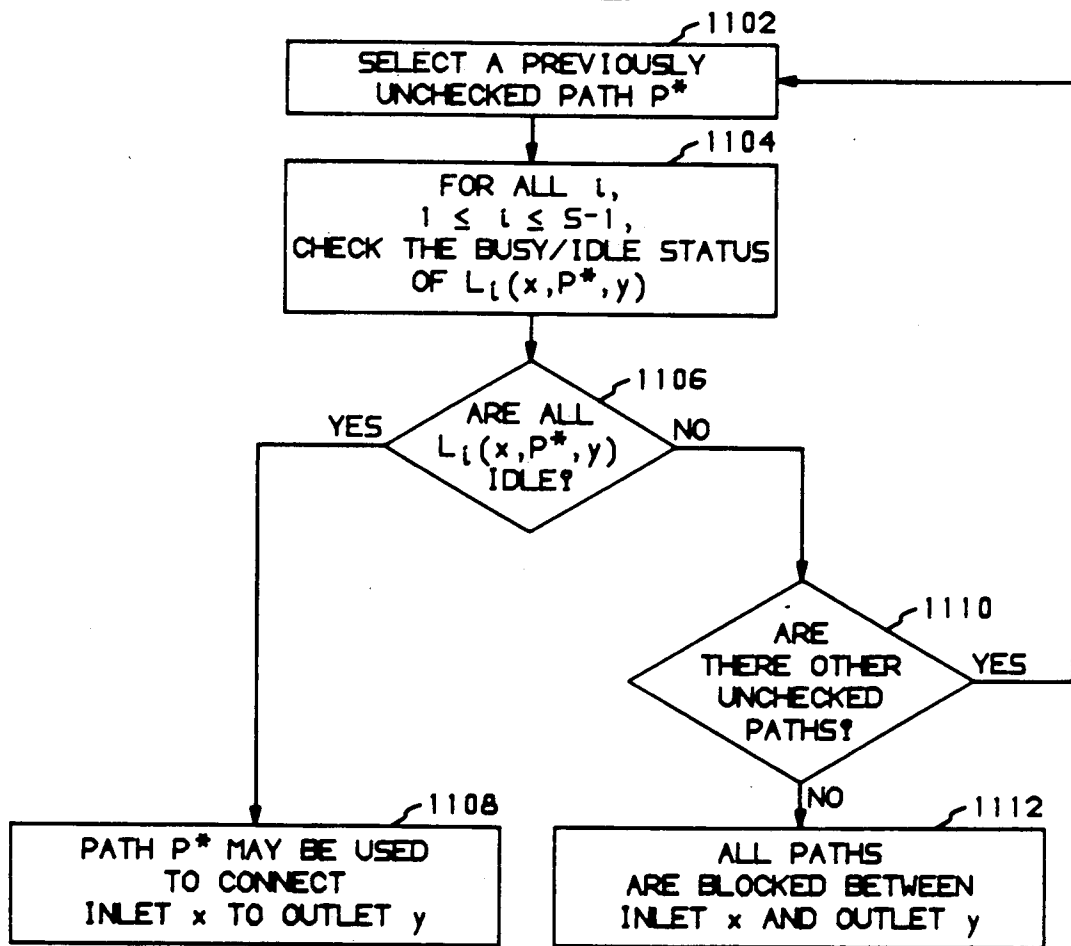 1102
SELECT A PREVIOUSLY
UNCHECKED PATH P*
1104
FOR ALL i,
1 ≤ i ≤ S-1,
CHECK THE BUSY/IDLE STATUS
OF Li(x,P*,y)
1106
ARE ALL
Li(x,P*,y)
IDLE?
YES
NO
1110
ARE
THERE OTHER
UNCHECKED
PATHS?
YES
NO
1108
PATH P* MAY BE USED
TO CONNECT
INLET x TO OUTLET y
1112
ALL PATHS
ARE BLOCKED BETWEEN
INLET x AND OUTLET y